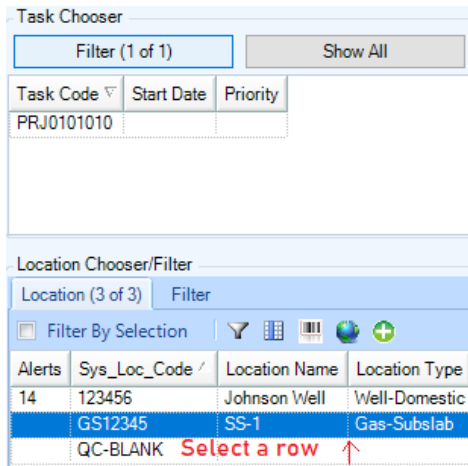 Task Chooser
Filter (1 of 1) Show All
Task Code Start Date Priority
PRJ0101010
Location Chooser/Filter
Location (3 of 3) Filter
Filter By Selection
Alerts Sys_Loc_Code Location Name Location Type
14 123456 Johnson Well Well-Domestic
GS12345 SS-1 Gas-Subslab
QC-BLANK Select a row